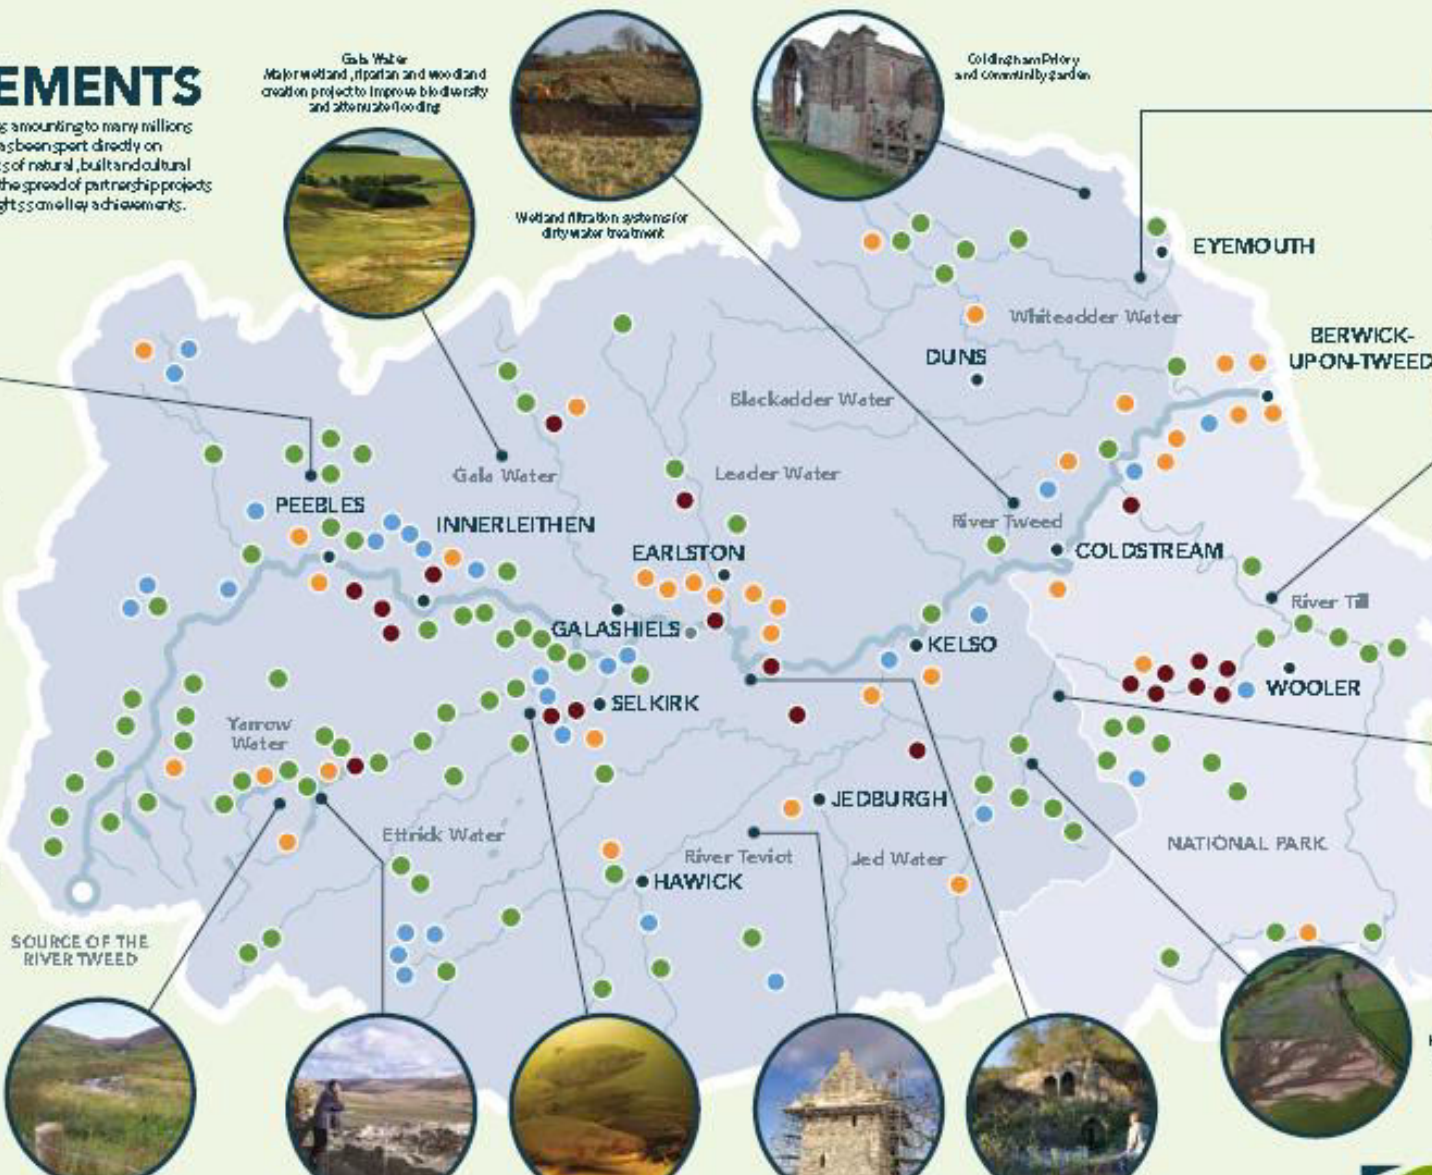 EMENTS
s amounting to many millions
as been spent directly on
s of natural, built and cultural
the spread of partnership projects
ghts some key achievements.
Gala Water
Major wetland, riparian and woodland
creation project to improve biodiversity
and attenuate flooding
Wetland filtration systems for
dirty water treatment
Coldingham Priory
and community garden
EYEMOUTH
Whiteadder Water
BERWICK-
UPON-TWEED
DUNS
Blackadder Water
Gala Water
Leader Water
PEEBLES
INNERLEITHEN
River Tweed
EARLSTON
COLDSTREAM
River Till
GALASHIELS
KELSO
WOOLER
SELKIRK
Yarrow
Water
JEDBURGH
Ettrick Water
River Teviot
Jed Water
NATIONAL PARK
HAWICK
SOURCE OF THE
RIVER TWEED